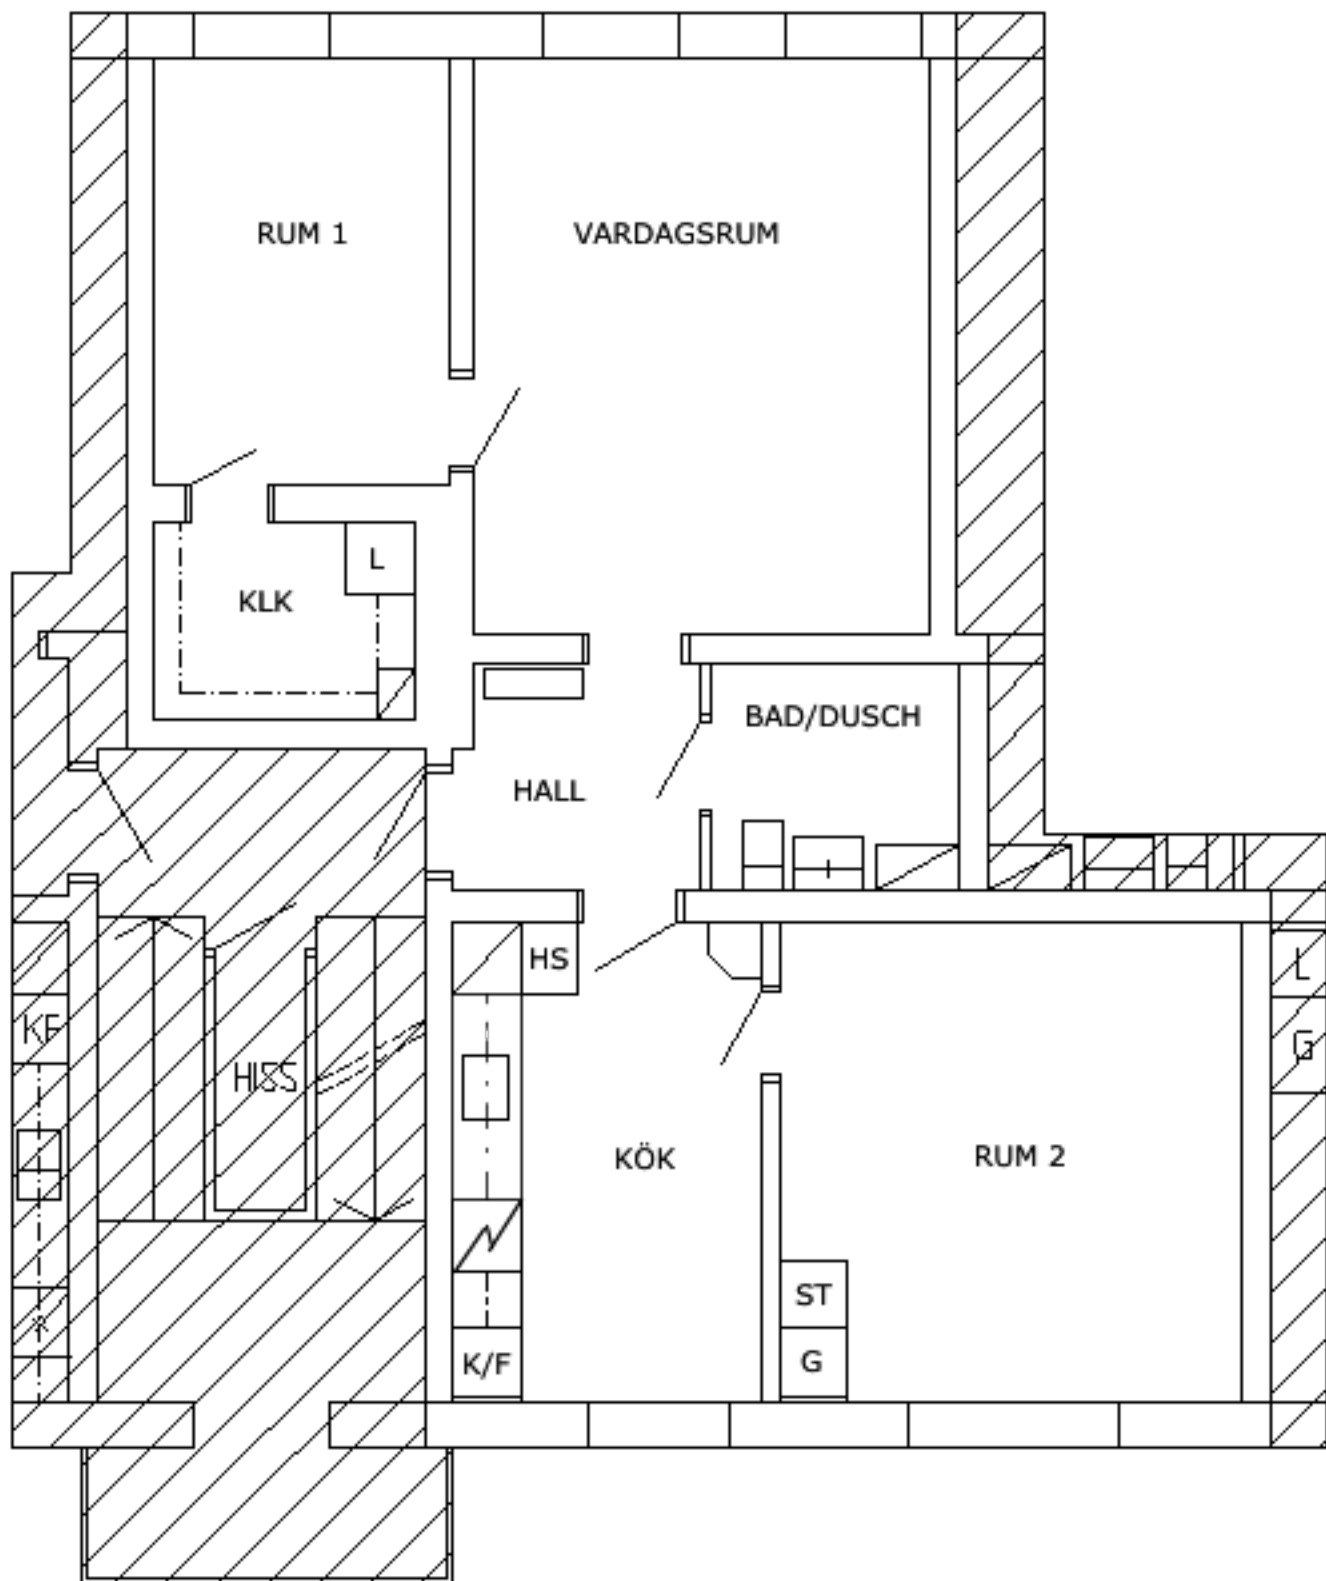 RUM 1
VARDAGSRUM
L
KLK
BAD/DUSCH
HALL
HS
L
KF
G
HISS
KÖK
RUM 2
ST
K/F
G